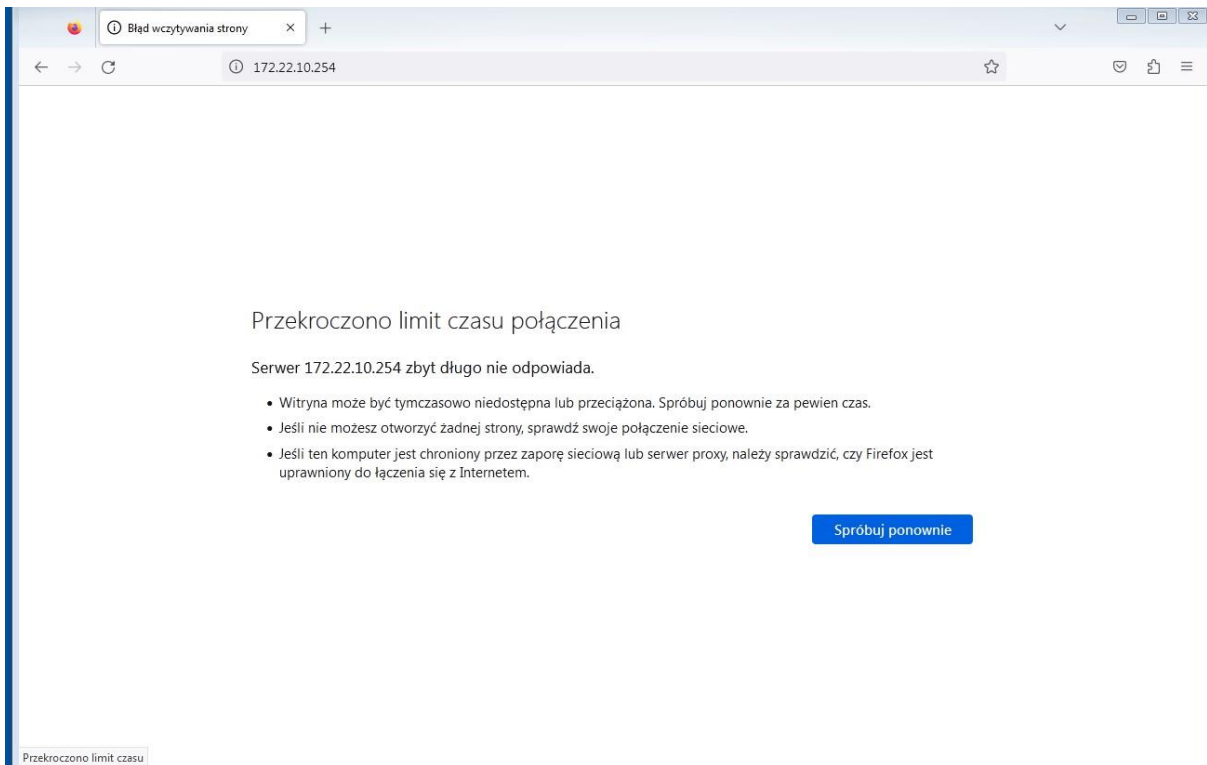 Błąd wczytywania strony
172.22.10.254
Przekroczono limit czasu połączenia
Serwer 172.22.10.254 zbyt długo nie odpowiada.
• Witryna może być tymczasowo niedostępna lub przeciążona. Spróbuj ponownie za pewien czas.
• Jeśli nie możesz otworzyć żadnej strony, sprawdź swoje połączenie sieciowe.
• Jeśli ten komputer jest chroniony przez zaporę sieciową lub serwer proxy, należy sprawdzić, czy Firefox jest
uprawniony do łączenia się z Internetem.
Spróbuj ponownie
Przekroczono limit czasu